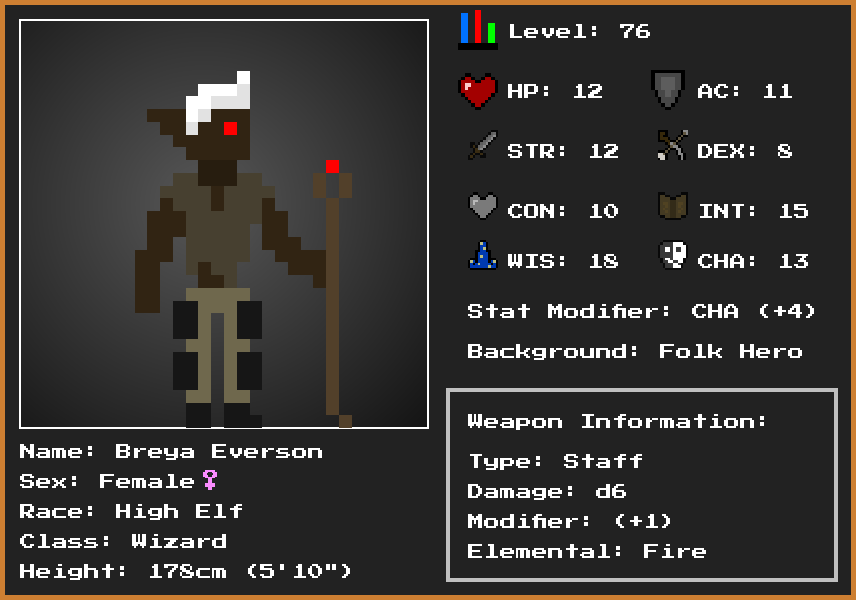 Level: 76
HP: 12
AC: 11
STR: 12
DEX: 8
CON: 10
INT: 15
WIS: 18
CHA: 13
Stat Modifier: CHA (+4)
Background: Folk Hero
Name: Breya Everson
Sex: Female♀
Race: High Elf
Class: Wizard
Height: 178cm (5'10")
Weapon Information:
Type: Staff
Damage: d6
Modifier: (+1)
Elemental: Fire